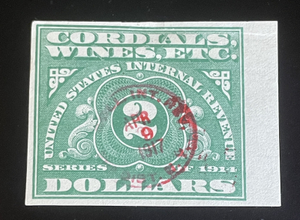 CORDIALS,
WINES, ETC.
UNITED STATES INTERNAL REVENUE
2
APR
9
1917
SERIES OF 1914
DOLLARS